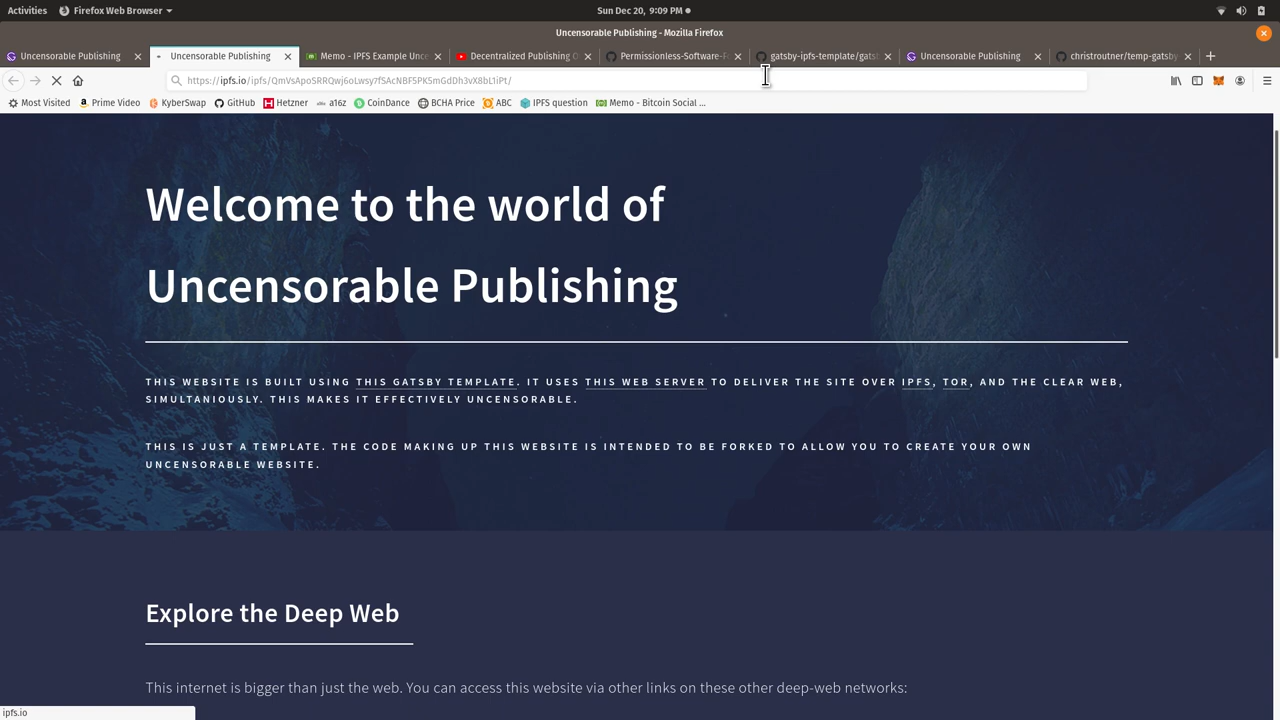 Activities Firefox Web Browser Sun Dec 20, 9:09 PM
Uncensorable Publishing - Mozilla Firefox
Uncensorable Publishing Uncensorable Publishing Memo - IPFS Example Unce Decentralized Publishing O Permissionless-Software-F gatsby-ipfs-template/gats Uncensorable Publishing christroutner/temp-gatsby
Most Visited Prime Video KyberSwap GitHub Hetzner a16z CoinDance BCHA Price ABC IPFS question Memo - Bitcoin Social ...
Welcome to the world of
Uncensorable Publishing
THIS WEBSITE IS BUILT USING THIS GATSBY TEMPLATE. IT USES THIS WEB SERVER TO DELIVER THE SITE OVER IPFS, TOR, AND THE CLEAR WEB,
SIMULTANIOUSLY. THIS MAKES IT EFFECTIVELY UNCENSORABLE.
THIS IS JUST A TEMPLATE. THE CODE MAKING UP THIS WEBSITE IS INTENDED TO BE FORKED TO ALLOW YOU TO CREATE YOUR OWN
UNCENSORABLE WEBSITE.
Explore the Deep Web
This internet is bigger than just the web. You can access this website via other links on these other deep-web networks:
ipfs.io